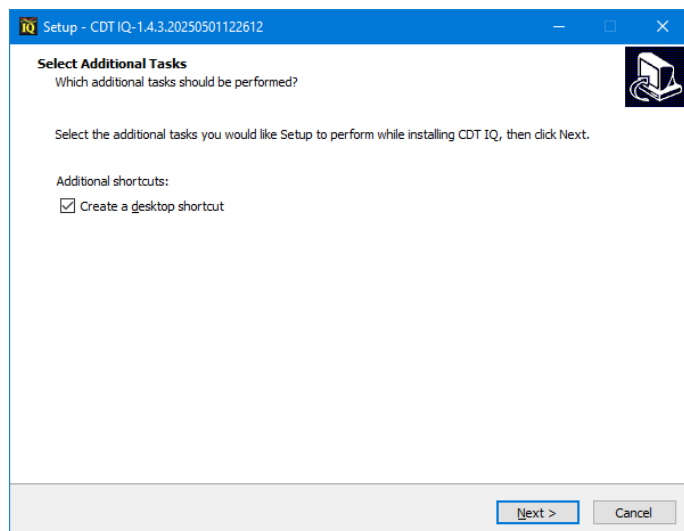 IQ Setup - CDT IQ-1.4.3.20250501122612
Select Additional Tasks
Which additional tasks should be performed?
Select the additional tasks you would like Setup to perform while installing CDT IQ, then click Next.
Additional shortcuts:
Create a desktop shortcut
Next > Cancel